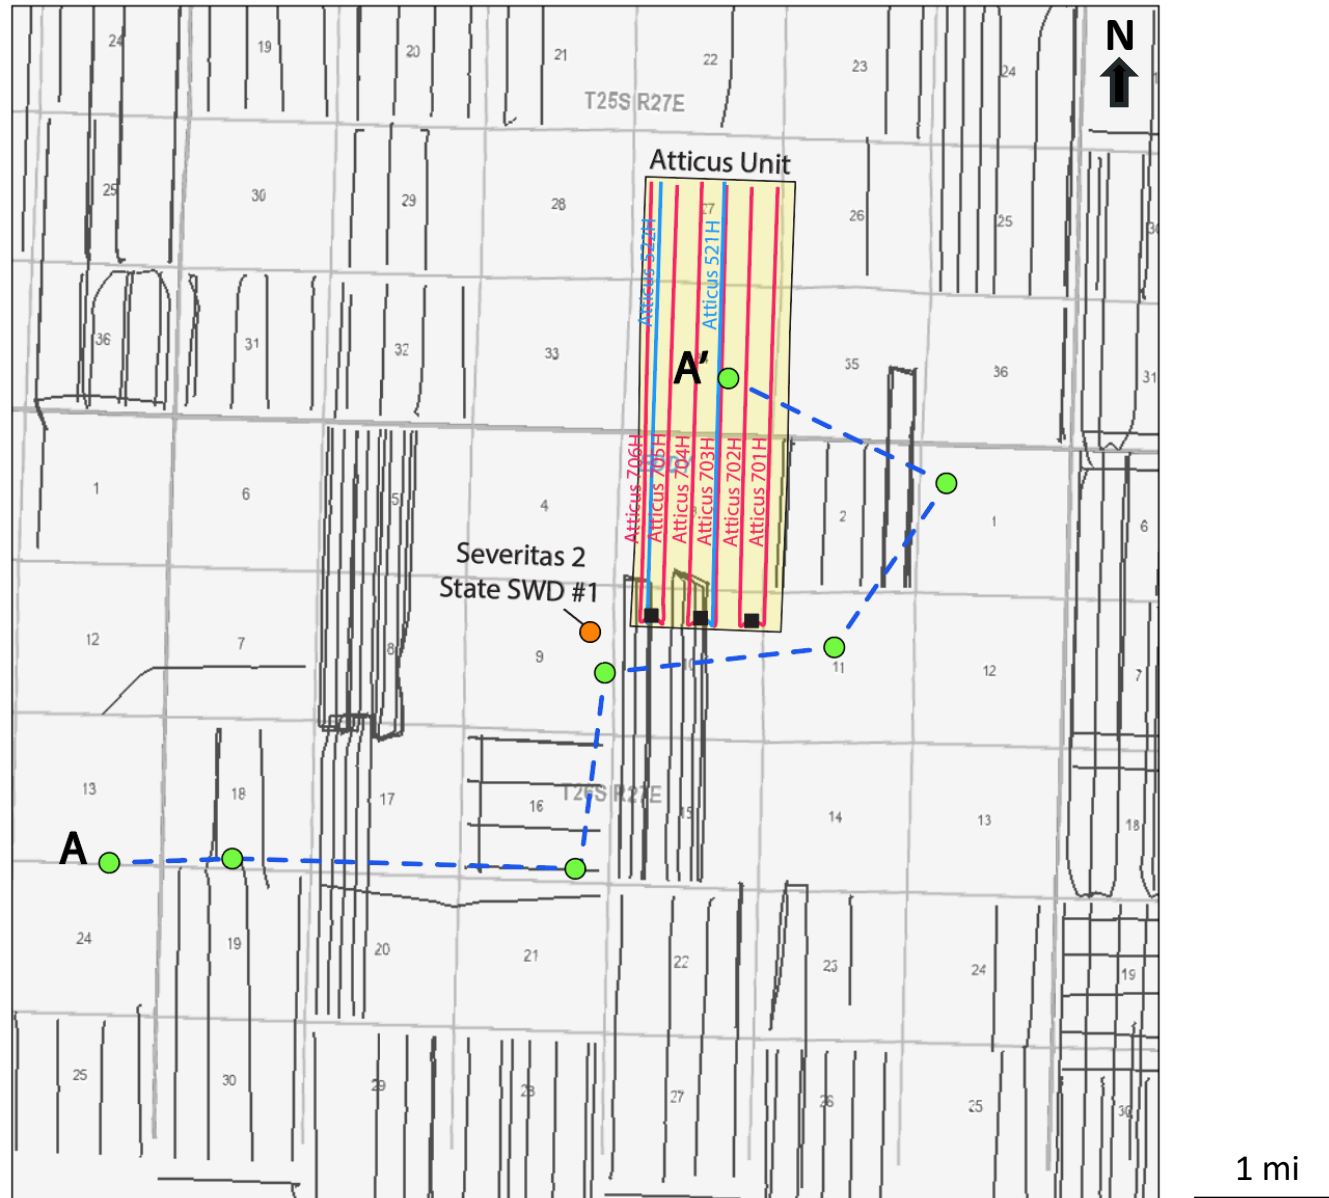 24 19 20 21 22 23 24 N
T25S R27E
Atticus Unit
25 30 29 28 27 26 25 30
Atticus 522H
Atticus 521H
36 31 32 33 A' 35 36 31
Atticus 706H
Atticus 705H
Atticus 704H
Atticus 703H
Atticus 702H
Atticus 701H
1 6 5 4 2 1 6
Severitas 2
State SWD #1
12 7 8 9 10 11 12 7
13 18 17 16 15 14 13 18
T26S R27E
A
24 19 20 21 22 23 24 19
25 30 29 28 27 26 25 30
1 mi